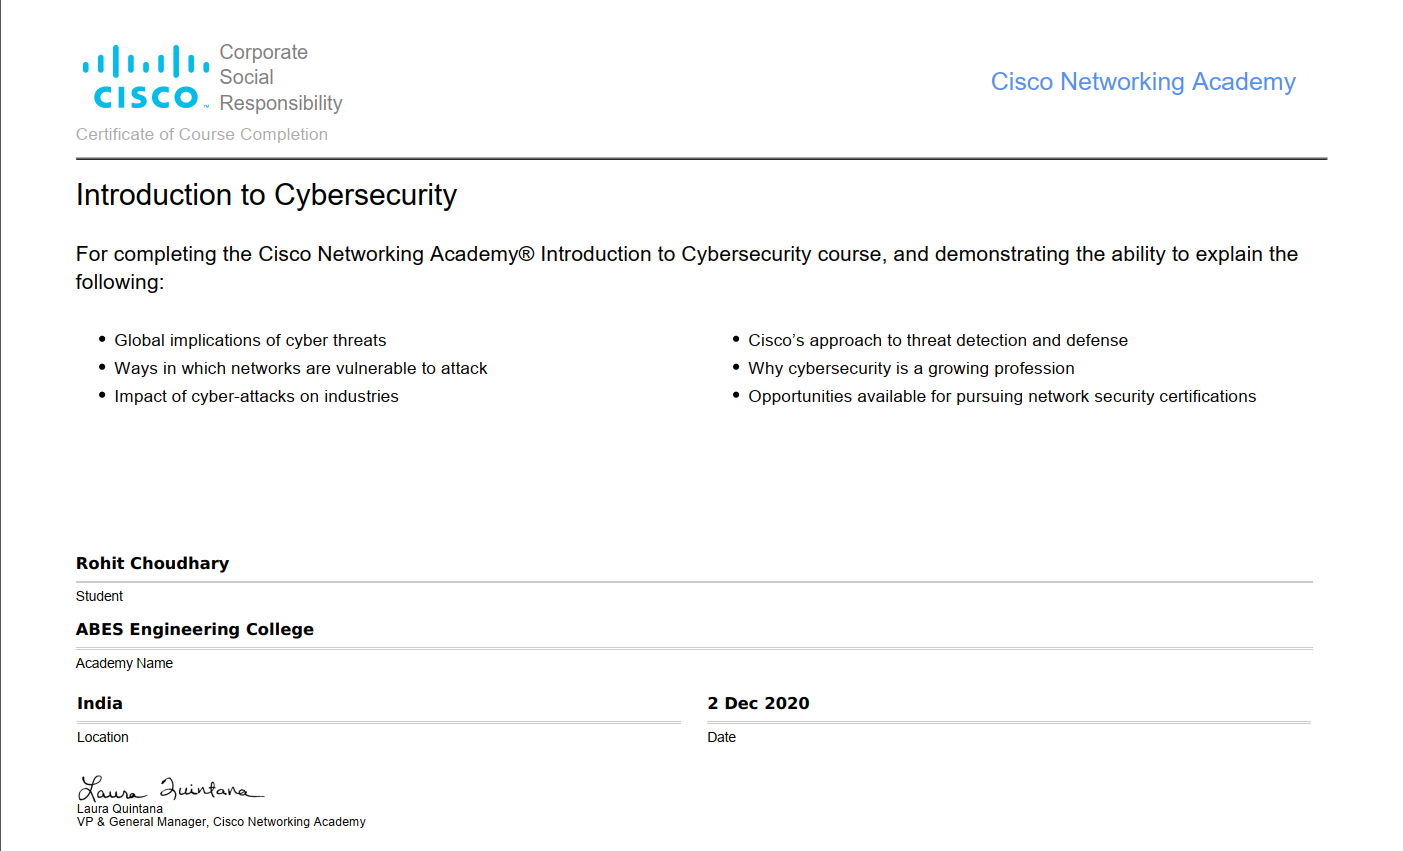 Corporate
Social
Responsibility
CISCO™
Cisco Networking Academy
Certificate of Course Completion
Introduction to Cybersecurity
For completing the Cisco Networking Academy® Introduction to Cybersecurity course, and demonstrating the ability to explain the
following:
• Global implications of cyber threats
• Ways in which networks are vulnerable to attack
• Impact of cyber-attacks on industries
• Cisco’s approach to threat detection and defense
• Why cybersecurity is a growing profession
• Opportunities available for pursuing network security certifications
Rohit Choudhary
Student
ABES Engineering College
Academy Name
India
Location
2 Dec 2020
Date
Laura Quintana
Laura Quintana
VP & General Manager, Cisco Networking Academy